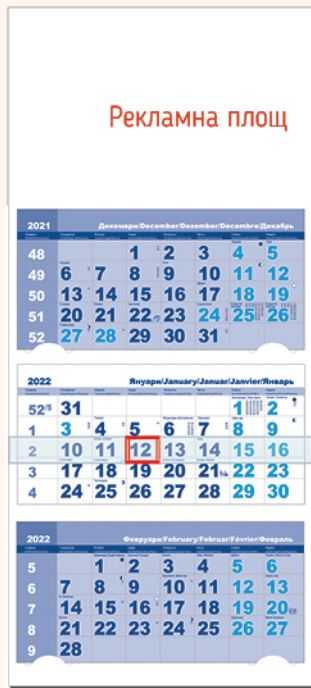 Рекламна площ
2021 Декември/December/Dezember/Décembre/Декабрь
48 1 2 3 4 5
49 6 7 8 9 10 11 12
50 13 14 15 16 17 18 19
51 20 21 22 23 24 25 26
52 27 28 29 30 31
2022 Януари/January/Januar/Janvier/Январь
52/5 31 1 2
1 3 4 5 6 7 8 9
2 10 11 12 13 14 15 16
3 17 18 19 20 21 22 23
4 24 25 26 27 28 29 30
2022 Февруари/February/Februar/Février/Февраль
5 1 2 3 4 5 6
6 7 8 9 10 11 12 13
7 14 15 16 17 18 19 20
8 21 22 23 24 25 26 27
9 28